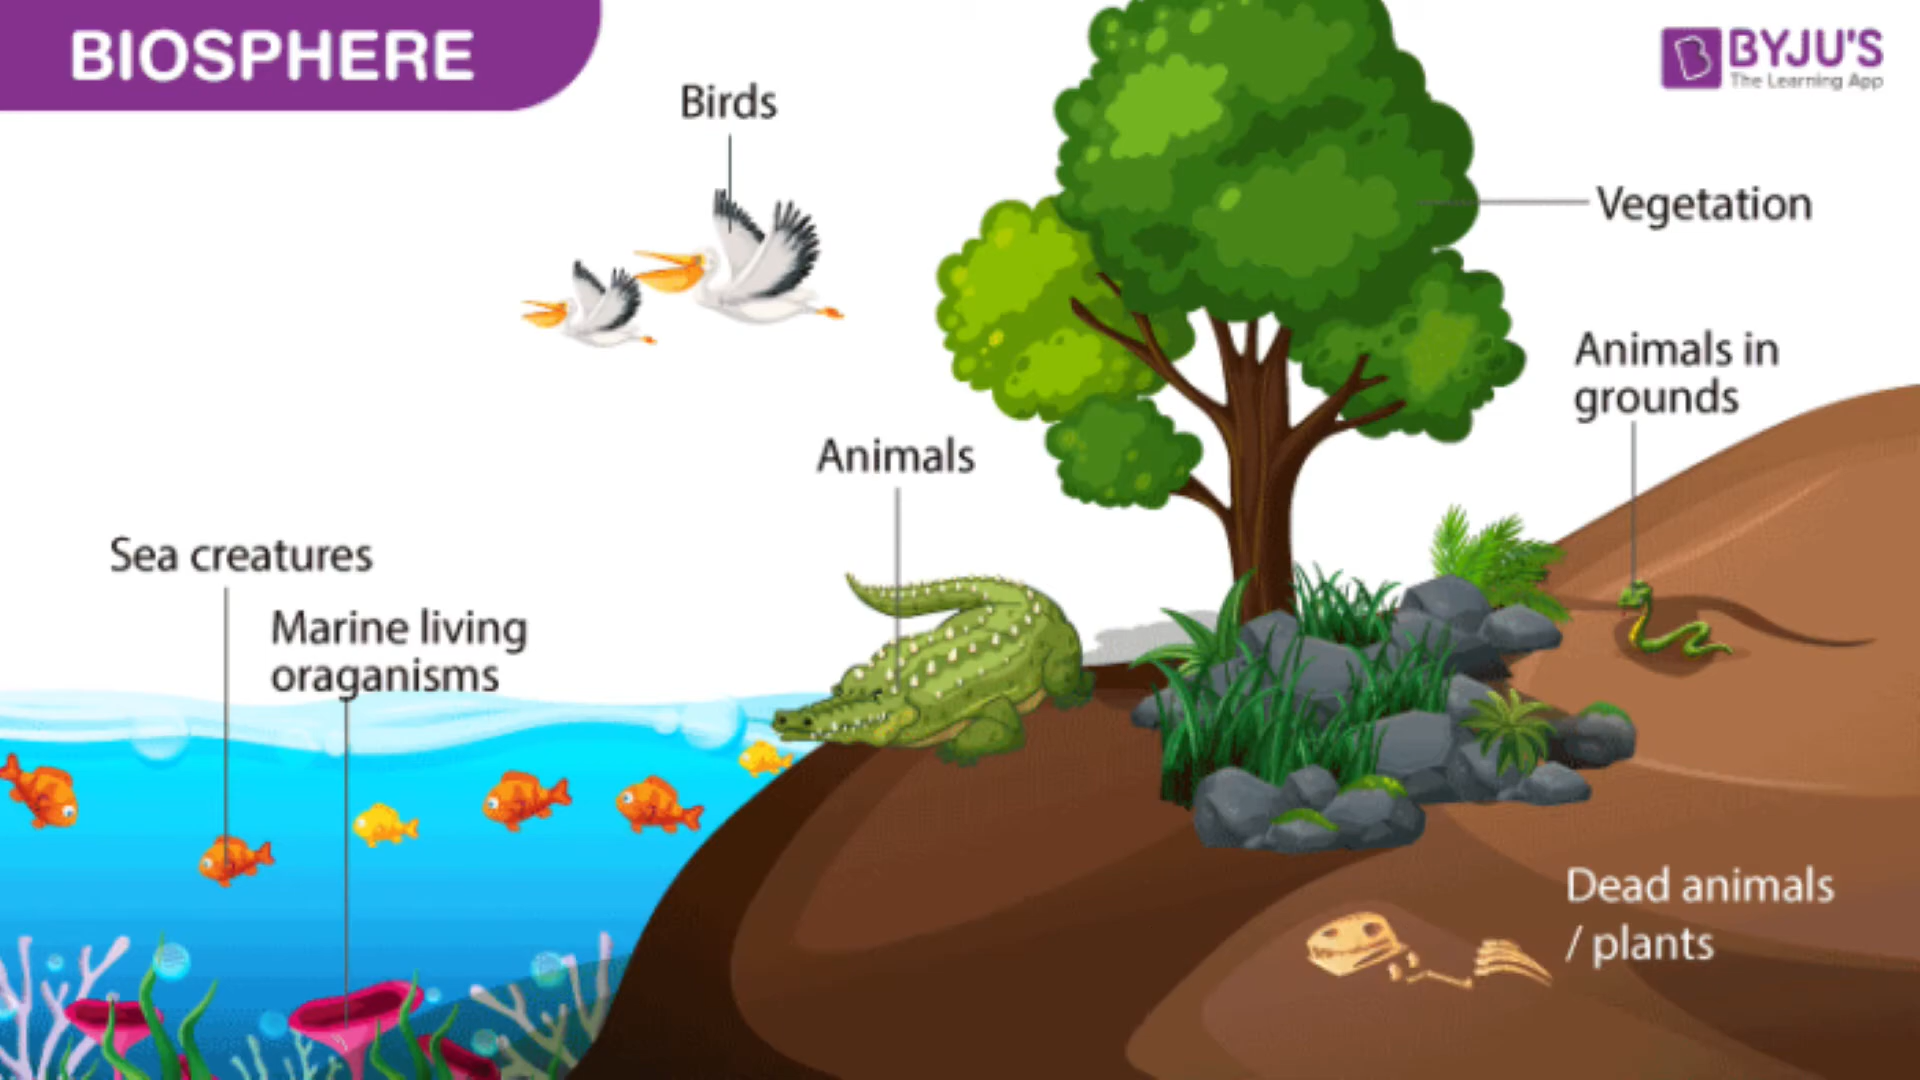 BIOSPHERE
BYJU'S
The Learning App
Birds
Vegetation
Animals in
grounds
Animals
Sea creatures
Marine living
oraganisms
Dead animals
/ plants